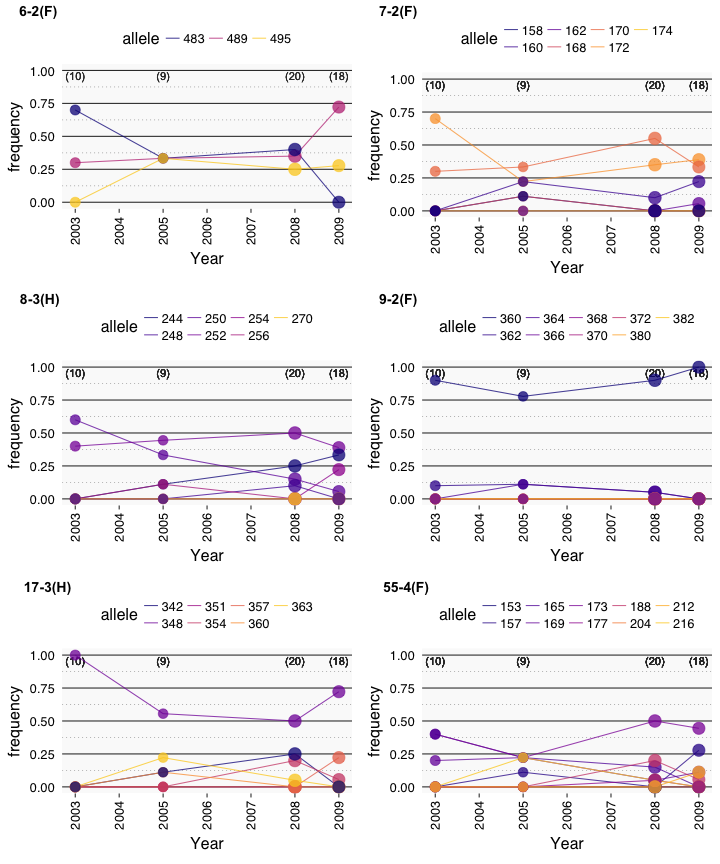 6-2(F)
allele 483 489 495
frequency
1.00
0.75
0.50
0.25
0.00
(10) (9) (20) (18)
2003 2004 2005 2006 2007 2008 2009
Year
7-2(F)
allele 158 162 170 174
160 168 172
frequency
1.00
0.75
0.50
0.25
0.00
(10) (9) (20) (18)
2003 2004 2005 2006 2007 2008 2009
Year
8-3(H)
allele 244 250 254 270
248 252 256
frequency
1.00
0.75
0.50
0.25
0.00
(10) (9) (20) (18)
2003 2004 2005 2006 2007 2008 2009
Year
9-2(F)
allele 360 364 368 372 382
362 366 370 380
frequency
1.00
0.75
0.50
0.25
0.00
(10) (9) (20) (18)
2003 2004 2005 2006 2007 2008 2009
Year
17-3(H)
allele 342 351 357 363
348 354 360
frequency
1.00
0.75
0.50
0.25
0.00
(10) (9) (20) (18)
2003 2004 2005 2006 2007 2008 2009
Year
55-4(F)
allele 153 165 173 188 212
157 169 177 204 216
frequency
1.00
0.75
0.50
0.25
0.00
(10) (9) (20) (18)
2003 2004 2005 2006 2007 2008 2009
Year